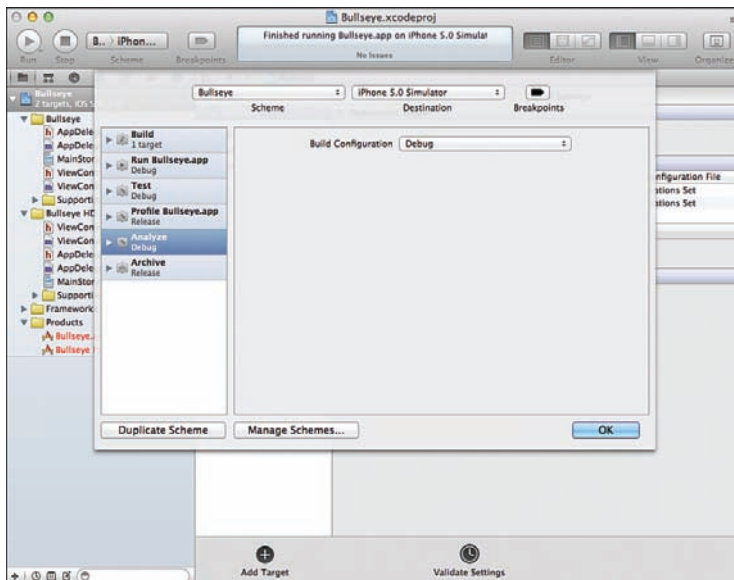 Bullseye.xcodeproj
Run Stop Scheme Breakpoints Editor View Organize
B.. iPhon...
Finished running Bullseye.app on iPhone 5.0 Simulat
No Issues
Bullseye
2 targets, iOS
Bullseye
h AppDele
m AppDele
MainStor
h ViewCon
m ViewCon
Supporti
Bullseye HD
h ViewCon
m ViewCon
h AppDele
m AppDele
MainStor
Supporti
Framework
Products
Bullseye.
Bullseye
Bullseye iPhone 5.0 Simulator
Scheme Destination Breakpoints
Build
1 target
Run Bullseye.app
Debug
Test
Debug
Profile Bullseye.app
Release
Analyze
Debug
Archive
Release
Build Configuration Debug
nfiguration File
ations Set
ations Set
Duplicate Scheme Manage Schemes... OK
Add Target Validate Settings